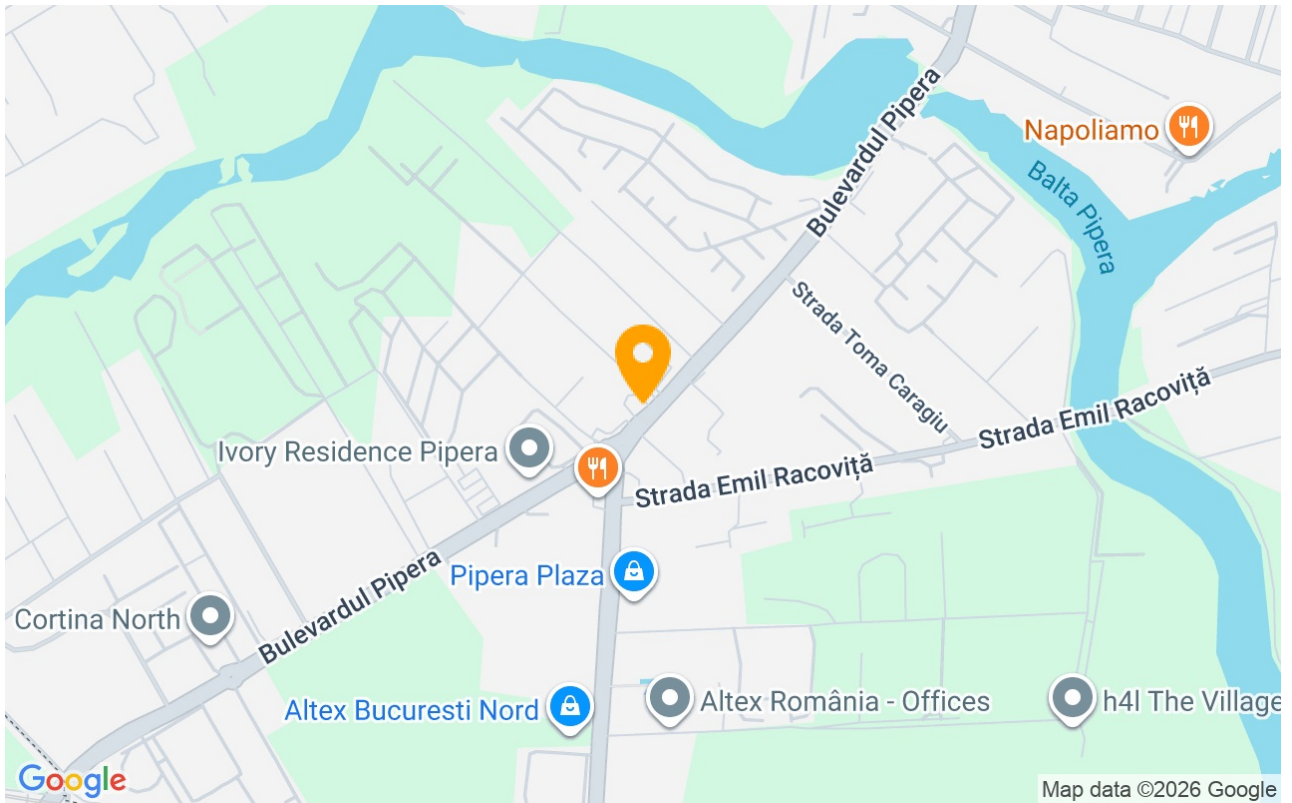 Bulevardul Pipera
Napoliamo
Balta Pipera
Strada Toma Caragiu
Strada Emil Racoviță
Ivory Residence Pipera
Strada Emil Racoviță
Pipera Plaza
Bulevardul Pipera
Cortina North
Altex Bucuresti Nord
Altex România - Offices
h4l The Village
Google
Map data ©2026 Google